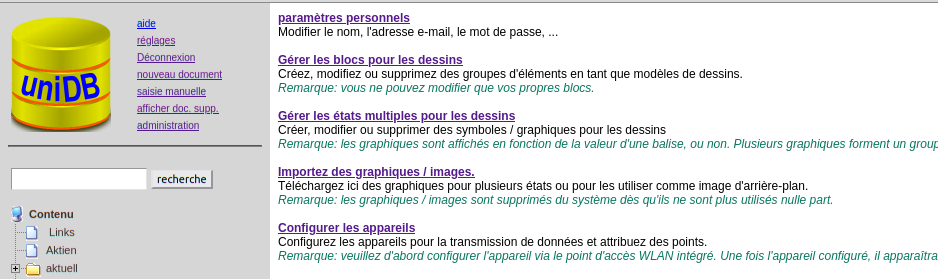 uniDB
aide
réglages
Déconnexion
nouveau document
saisie manuelle
afficher doc. supp.
administration
recherche
Contenu
Links
Aktien
aktuell
paramètres personnels
Modifier le nom, l'adresse e-mail, le mot de passe, ...
Gérer les blocs pour les dessins
Créez, modifiez ou supprimez des groupes d'éléments en tant que modèles de dessins.
Remarque: vous ne pouvez modifier que vos propres blocs.
Gérer les états multiples pour les dessins
Créer, modifier ou supprimer des symboles / graphiques pour les dessins
Remarque: les graphiques sont affichés en fonction de la valeur d'une balise, ou non. Plusieurs graphiques forment un group
Importez des graphiques / images.
Téléchargez ici des graphiques pour plusieurs états ou pour les utiliser comme image d'arrière-plan.
Remarque: les graphiques / images sont supprimés du système dès qu'ils ne sont plus utilisés nulle part.
Configurer les appareils
Configurez les appareils pour la transmission de données et attribuez des points.
Remarque: veuillez d'abord configurer l'appareil via le point d'accès WLAN intégré. Une fois l'appareil configuré, il apparaîtra